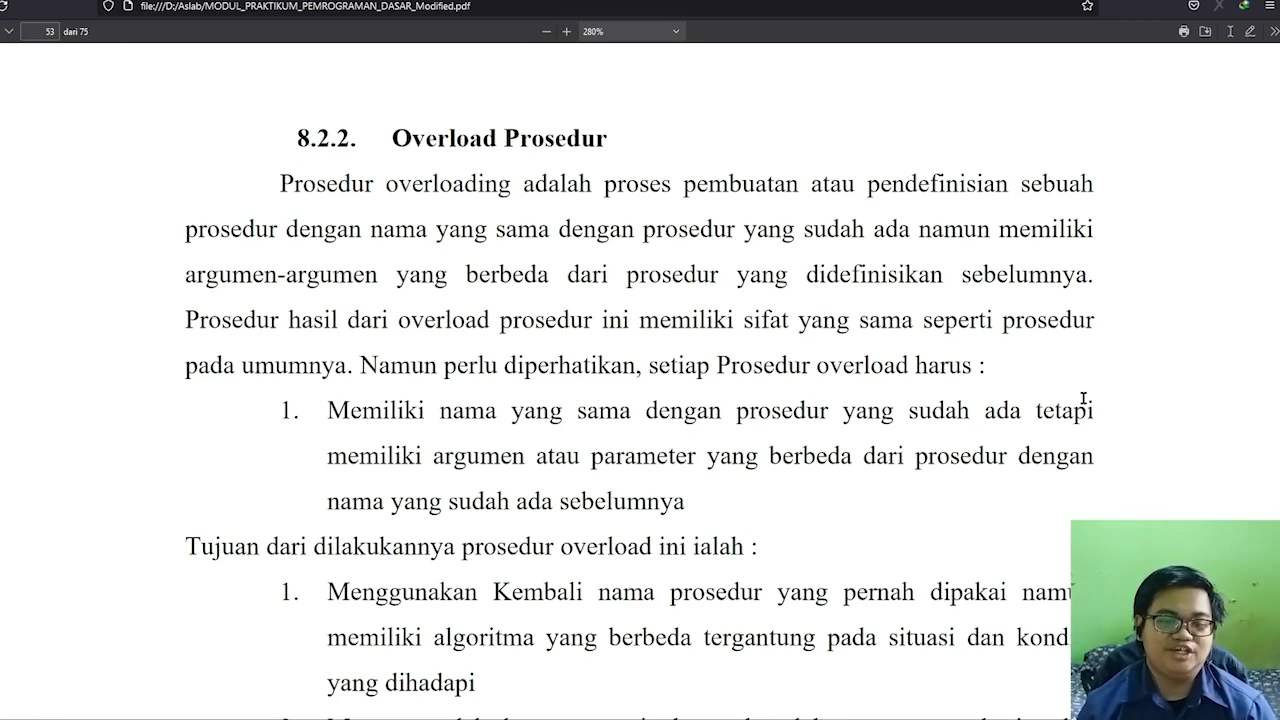 file:///D:/Aslab/MODUL_PRAKTIKUM_PEMROGRAMAN_DASAR_Modified.pdf
53 dari 75 280%
8.2.2. Overload Prosedur
Prosedur overloading adalah proses pembuatan atau pendefinisian sebuah
prosedur dengan nama yang sama dengan prosedur yang sudah ada namun memiliki
argumen-argumen yang berbeda dari prosedur yang didefinisikan sebelumnya.
Prosedur hasil dari overload prosedur ini memiliki sifat yang sama seperti prosedur
pada umumnya. Namun perlu diperhatikan, setiap Prosedur overload harus :
1. Memiliki nama yang sama dengan prosedur yang sudah ada tetapi
memiliki argumen atau parameter yang berbeda dari prosedur dengan
nama yang sudah ada sebelumnya
Tujuan dari dilakukannya prosedur overload ini ialah :
1. Menggunakan Kembali nama prosedur yang pernah dipakai
memiliki algoritma yang berbeda tergantung pada situasi dan
yang dihadapi